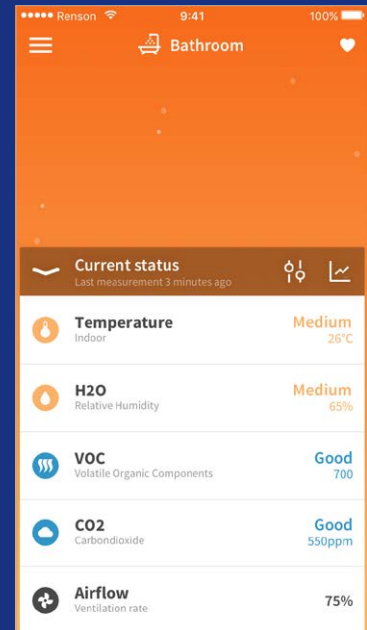 Renson 9:41 100%
Bathroom
Current status
Last measurement 3 minutes ago
Temperature Medium
Indoor 26°C
H2O Medium
Relative Humidity 65%
VOC Good
Volatile Organic Components 700
CO2 Good
Carbondioxide 550ppm
Airflow 75%
Ventilation rate